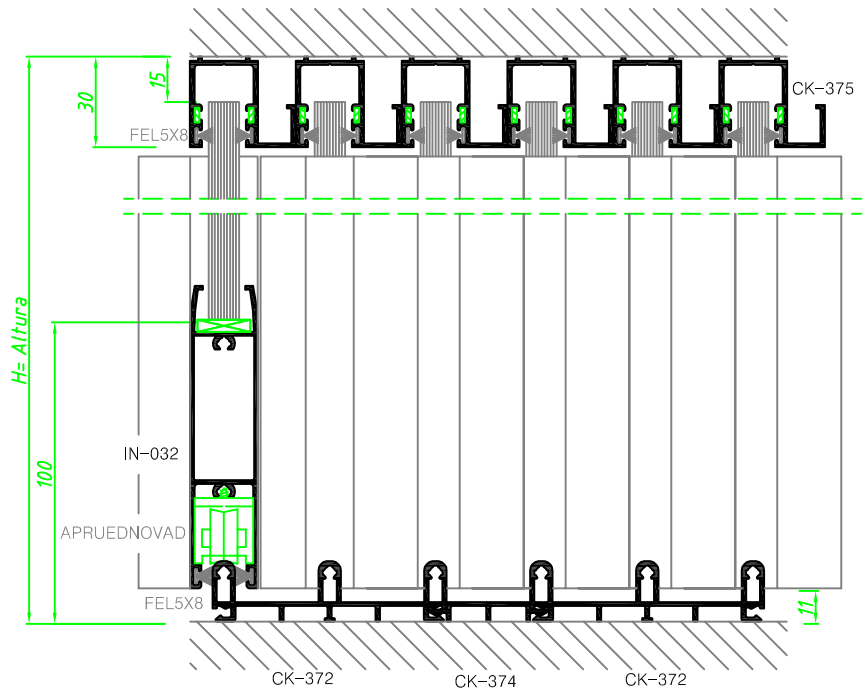 CK-375
15
30
FEL5X8
H= Altura
100
IN-032
APRUEDNOVAD
FEL5X8
11
CK-372
CK-374
CK-372